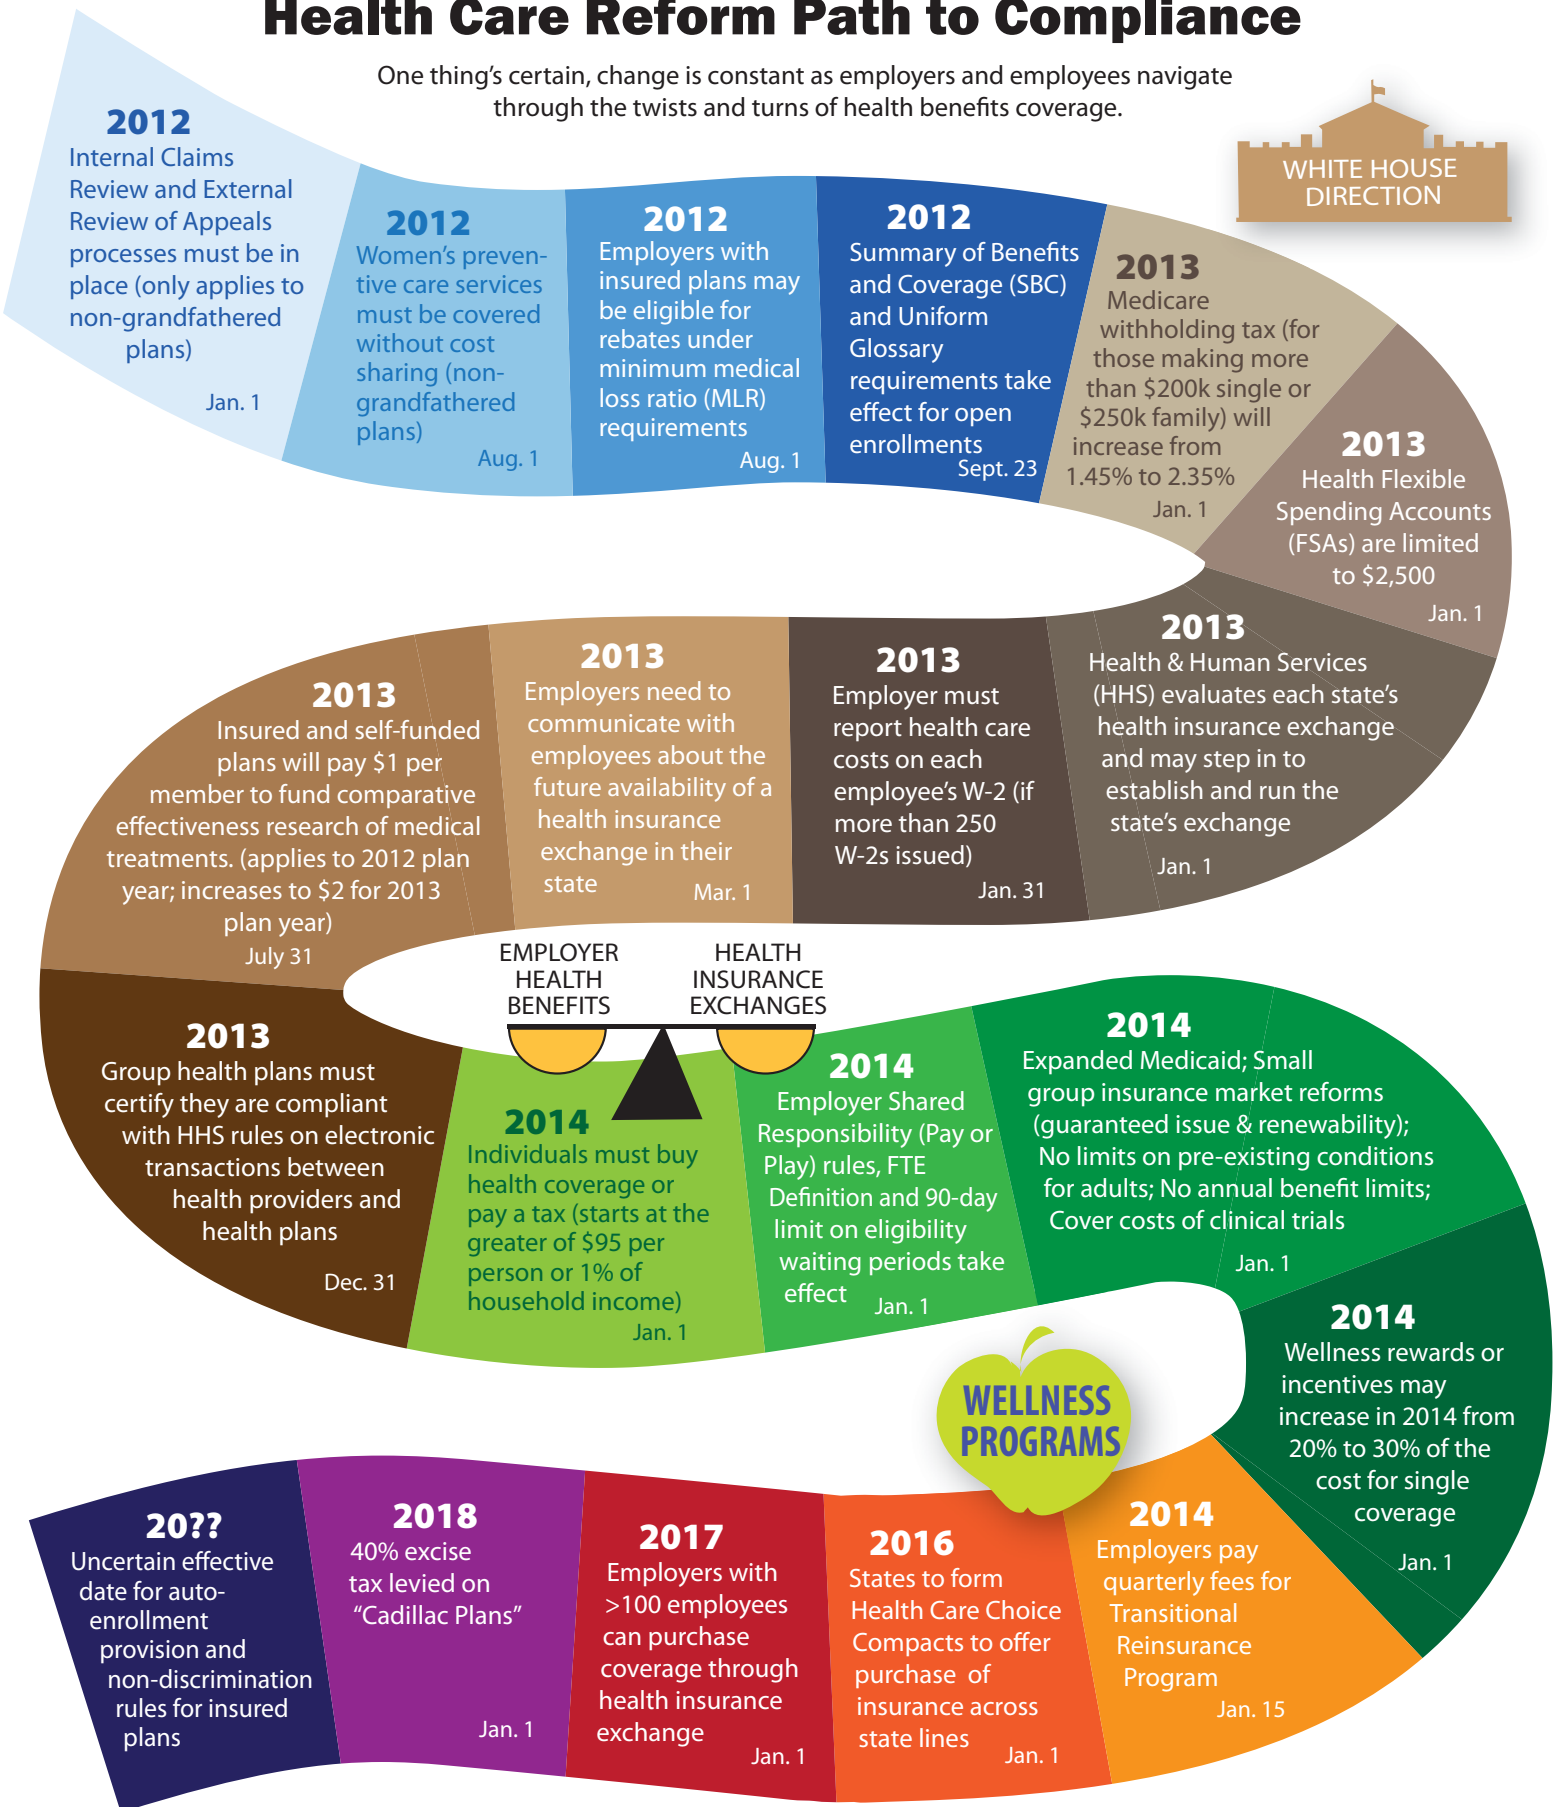 Health Care Reform Path to Compliance
One thing's certain, change is constant as employers and employees navigate
through the twists and turns of health benefits coverage.
WHITE HOUSE
DIRECTION
2012
Internal Claims
Review and External
Review of Appeals
processes must be in
place (only applies to
non-grandfathered
plans)
Jan. 1
2012
Women's preven-
tive care services
must be covered
without cost
sharing (non-
grandfathered
plans)
Aug. 1
2012
Employers with
insured plans may
be eligible for
rebates under
minimum medical
loss ratio (MLR)
requirements
Aug. 1
2012
Summary of Benefits
and Coverage (SBC)
and Uniform
Glossary
requirements take
effect for open
enrollments
Sept. 23
2013
Medicare
withholding tax (for
those making more
than $200k single or
$250k family) will
increase from
1.45% to 2.35%
Jan. 1
2013
Health Flexible
Spending Accounts
(FSAs) are limited
to $2,500
Jan. 1
2013
Health & Human Services
(HHS) evaluates each state's
health insurance exchange
and may step in to
establish and run the
state's exchange
Jan. 1
2013
Employer must
report health care
costs on each
employee's W-2 (if
more than 250
W-2s issued)
Jan. 31
2013
Employers need to
communicate with
employees about the
future availability of a
health insurance
exchange in their
state
Mar. 1
2013
Insured and self-funded
plans will pay $1 per
member to fund comparative
effectiveness research of medical
treatments. (applies to 2012 plan
year; increases to $2 for 2013
plan year)
July 31
2013
Group health plans must
certify they are compliant
with HHS rules on electronic
transactions between
health providers and
health plans
Dec. 31
EMPLOYER
HEALTH
BENEFITS
HEALTH
INSURANCE
EXCHANGES
2014
Individuals must buy
health coverage or
pay a tax (starts at the
greater of $95 per
person or 1% of
household income)
Jan. 1
2014
Employer Shared
Responsibility (Pay or
Play) rules, FTE
Definition and 90-day
limit on eligibility
waiting periods take
effect
Jan. 1
2014
Expanded Medicaid; Small
group insurance market reforms
(guaranteed issue & renewability);
No limits on pre-existing conditions
for adults; No annual benefit limits;
Cover costs of clinical trials
Jan. 1
2014
Wellness rewards or
incentives may
increase in 2014 from
20% to 30% of the
cost for single
coverage
Jan. 1
WELLNESS
PROGRAMS
2014
Employers pay
quarterly fees for
Transitional
Reinsurance
Program
Jan. 15
2016
States to form
Health Care Choice
Compacts to offer
purchase of
insurance across
state lines
Jan. 1
2017
Employers with
>100 employees
can purchase
coverage through
health insurance
exchange
Jan. 1
2018
40% excise
tax levied on
"Cadillac Plans"
Jan. 1
20??
Uncertain effective
date for auto-
enrollment
provision and
non-discrimination
rules for insured
plans